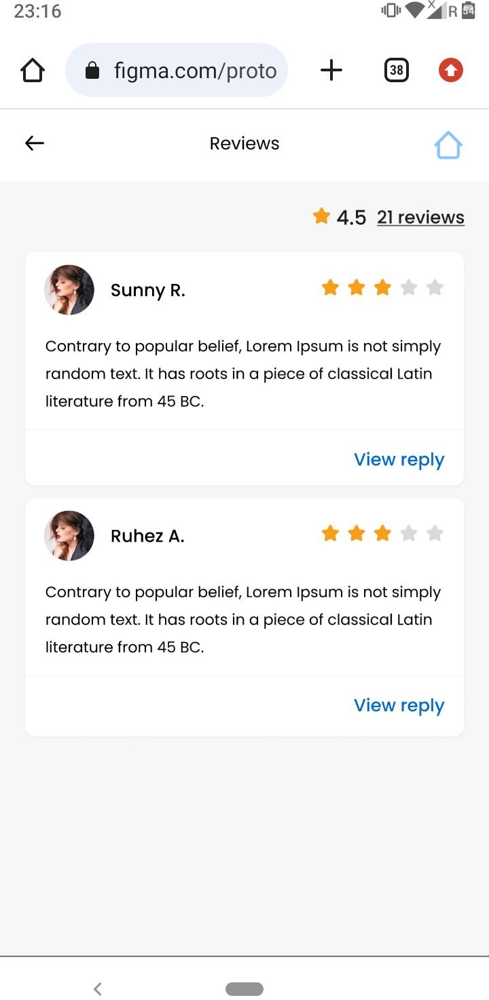 23:16
X
R
54
figma.com/proto
38
Reviews
4.5 21 reviews
Sunny R.
Contrary to popular belief, Lorem Ipsum is not simply
random text. It has roots in a piece of classical Latin
literature from 45 BC.
View reply
Ruhez A.
Contrary to popular belief, Lorem Ipsum is not simply
random text. It has roots in a piece of classical Latin
literature from 45 BC.
View reply